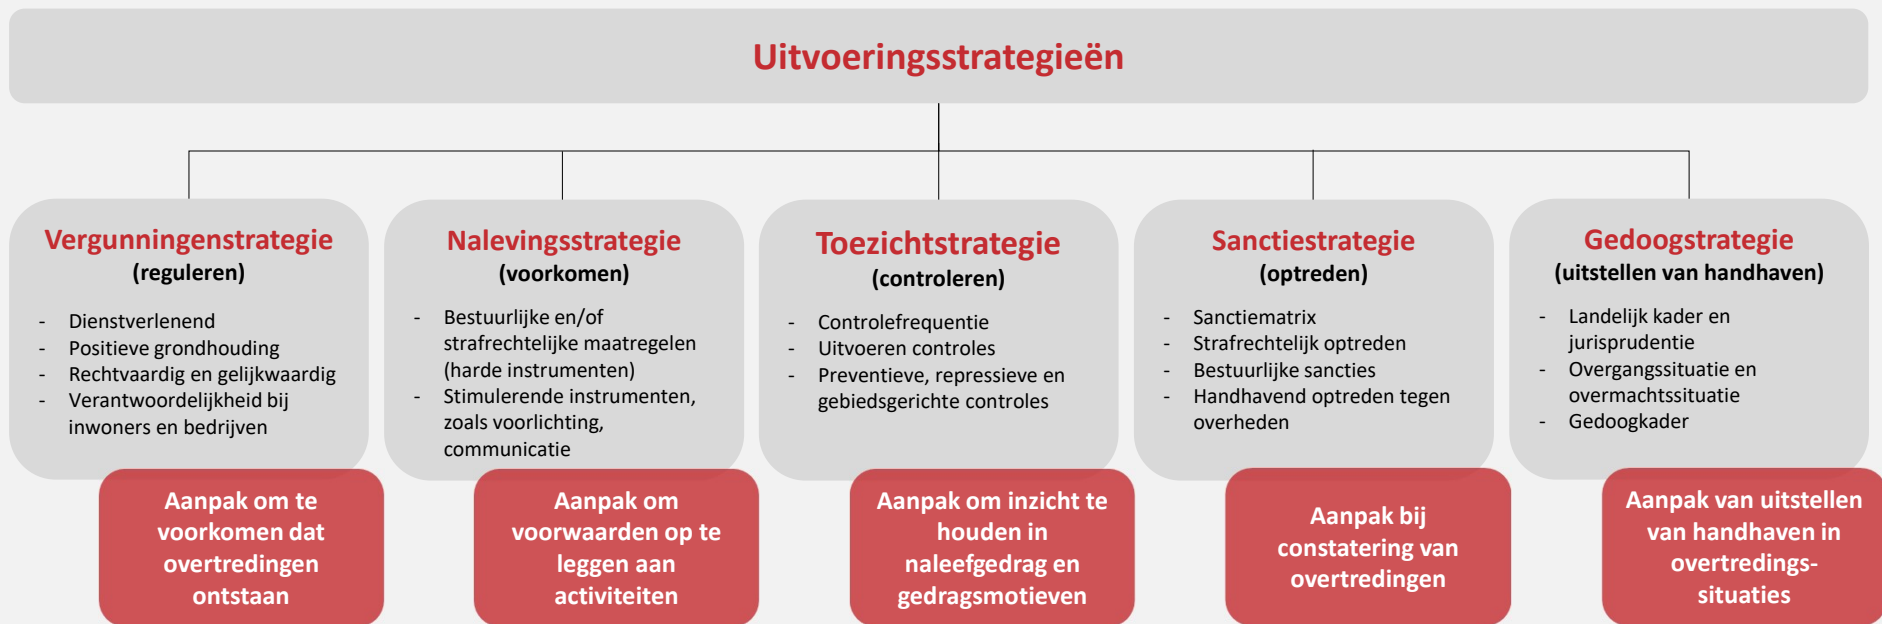 Uitvoeringsstrategieën
Vergunningenstrategie
(reguleren)
- Dienstverlenend
- Positieve grondhouding
- Rechtvaardig en gelijkwaardig
- Verantwoordelijkheid bij
inwoners en bedrijven
Aanpak om te
voorkomen dat
overtredingen
ontstaan
Nalevingsstrategie
(voorkomen)
- Bestuurlijke en/of
strafrechtelijke maatregelen
(harde instrumenten)
- Stimulerende instrumenten,
zoals voorlichting,
communicatie
Aanpak om
voorwaarden op te
leggen aan
activiteiten
Toezichtstrategie
(controleren)
- Controlefrequentie
- Uitvoeren controles
- Preventieve, repressieve en
gebiedsgerichte controles
Aanpak om inzicht te
houden in
naleefgedrag en
gedragsmotieven
Sanctiestrategie
(optreden)
- Sanctiematrix
- Strafrechtelijk optreden
- Bestuurlijke sancties
- Handhavend optreden tegen
overheden
Aanpak bij
constatering van
overtredingen
Gedoogstrategie
(uitstellen van handhaven)
- Landelijk kader en
jurisprudentie
- Overgangssituatie en
overmachtssituatie
- Gedoogkader
Aanpak van uitstellen
van handhaven in
overtredings-
situaties